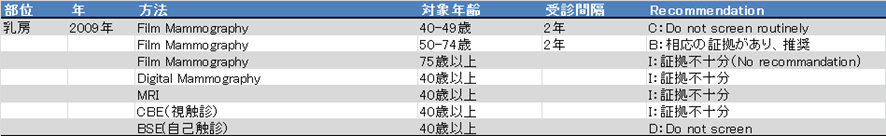 部位 年 方法 対象年齢 受診間隔 Recommendation
乳房 2009年 Film Mammography 40-49歳 2年 C:Do not screen routinely
Film Mammography 50-74歳 2年 B:相応の証拠があり、推奨
Film Mammography 75歳以上 I:証拠不十分(No recommandation)
Digital Mammography 40歳以上 I:証拠不十分
MRI 40歳以上 I:証拠不十分
CBE(視触診) 40歳以上 I:証拠不十分
BSE(自己触診) 40歳以上 D:Do not screen